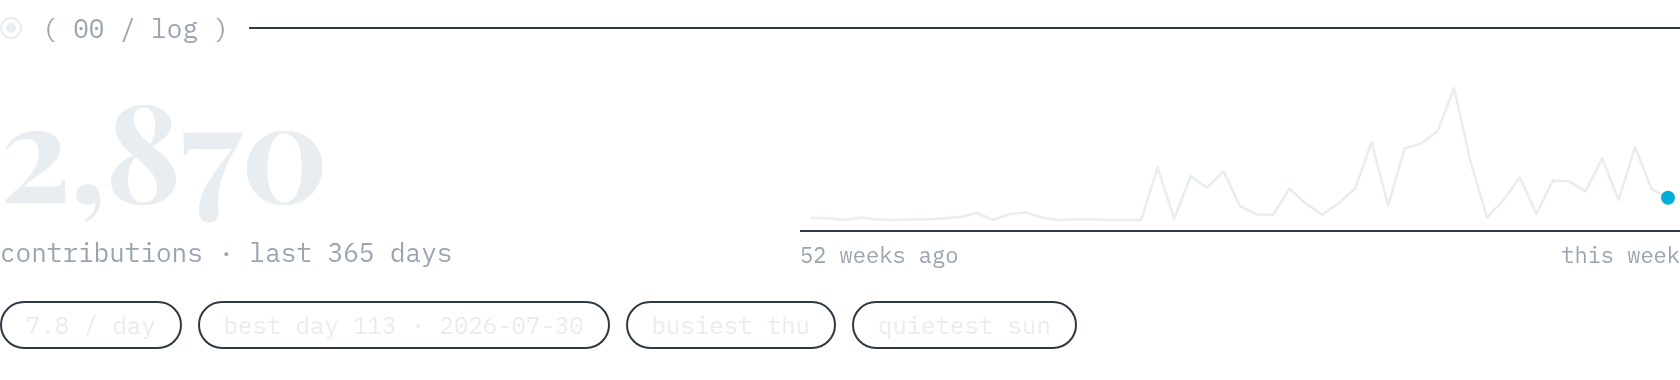 ( 00 / log )
2,870
contributions · last 365 days
52 weeks ago
this week
7.8 / day
best day 113 · 2026-07-30
busiest thu
quietest sun